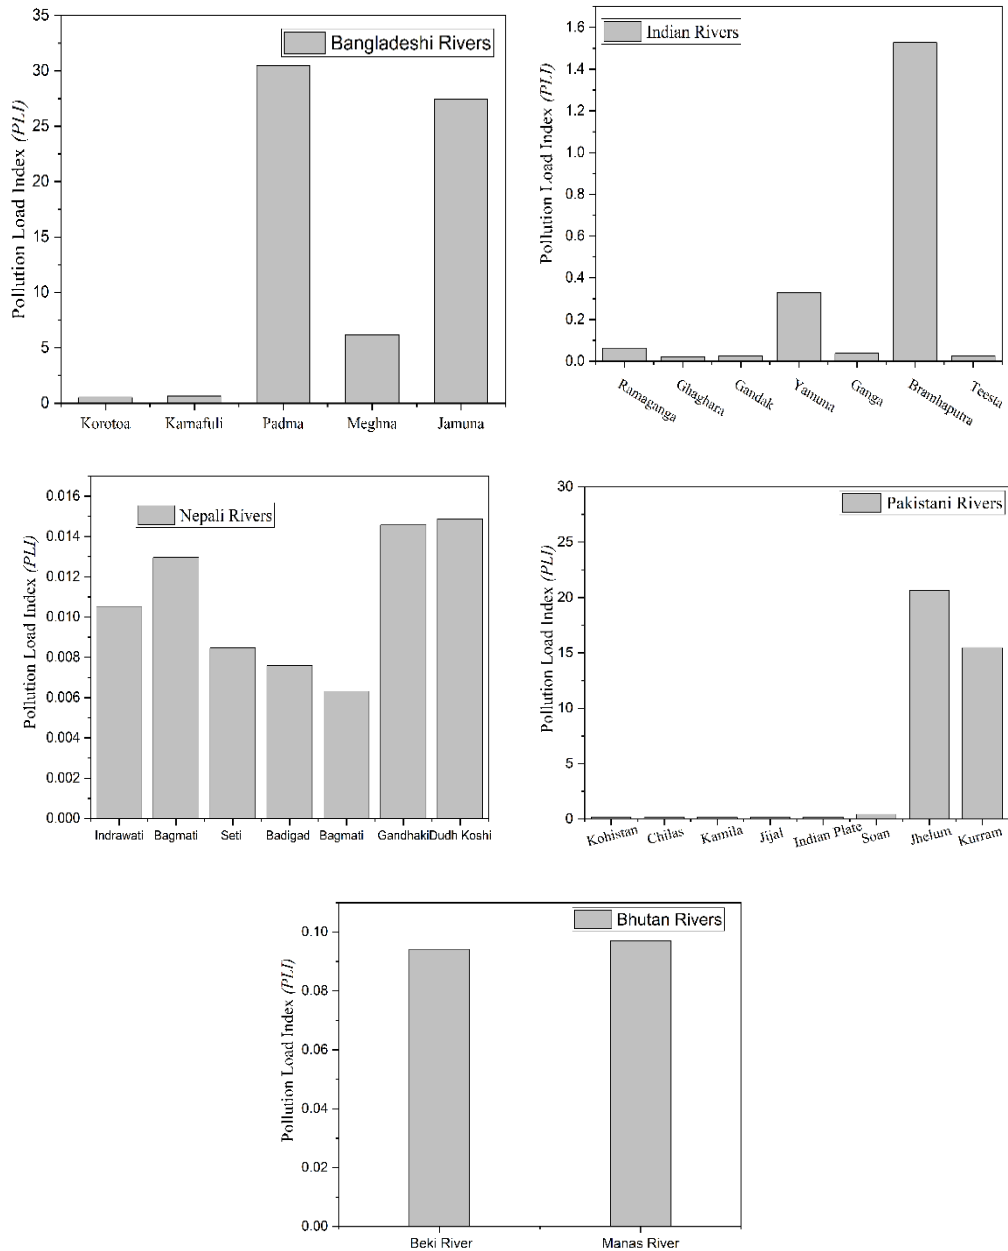 35
30
25
20
15
10
5
0
Pollution Load Index (PLI)
Bangladeshi Rivers
Korotoa Karnafuli Padma Meghna Jamuna
1.6
1.4
1.2
1.0
0.8
0.6
0.4
0.2
0.0
Pollution Load Index (PLI)
Indian Rivers
Ramaganga Ghaghara Gandak Yamuna Ganga Bramhaputra Teesta
0.016
0.014
0.012
0.010
0.008
0.006
0.004
0.002
0.000
Pollution Load Index (PLI)
Nepali Rivers
Indrawati Bagmati Seti Badigad Bagmati Gandhaki Dudh Koshi
30
25
20
15
10
5
0
Pollution Load Index (PLI)
Pakistani Rivers
Kohistan Chilas Kamila Jijal Indian Plate Soan Jhelum Kurram
0.10
0.08
0.06
0.04
0.02
0.00
Pollution Load Index (PLI)
Bhutan Rivers
Beki River Manas River